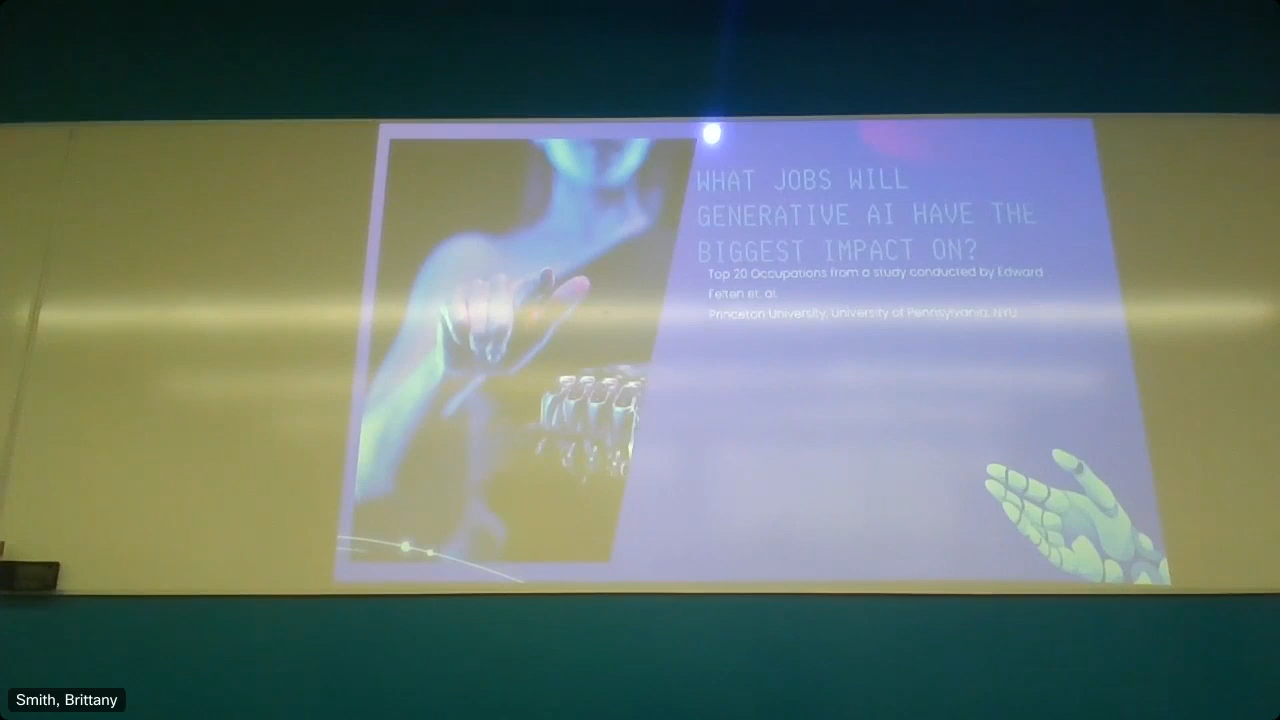 WHAT JOBS WILL
GENERATIVE AI HAVE THE
BIGGEST IMPACT ON?
Top 20 Occupations from a study conducted by Edward
Felten et. al.
Princeton University, University of Pennsylvania, NYU
Smith, Brittany